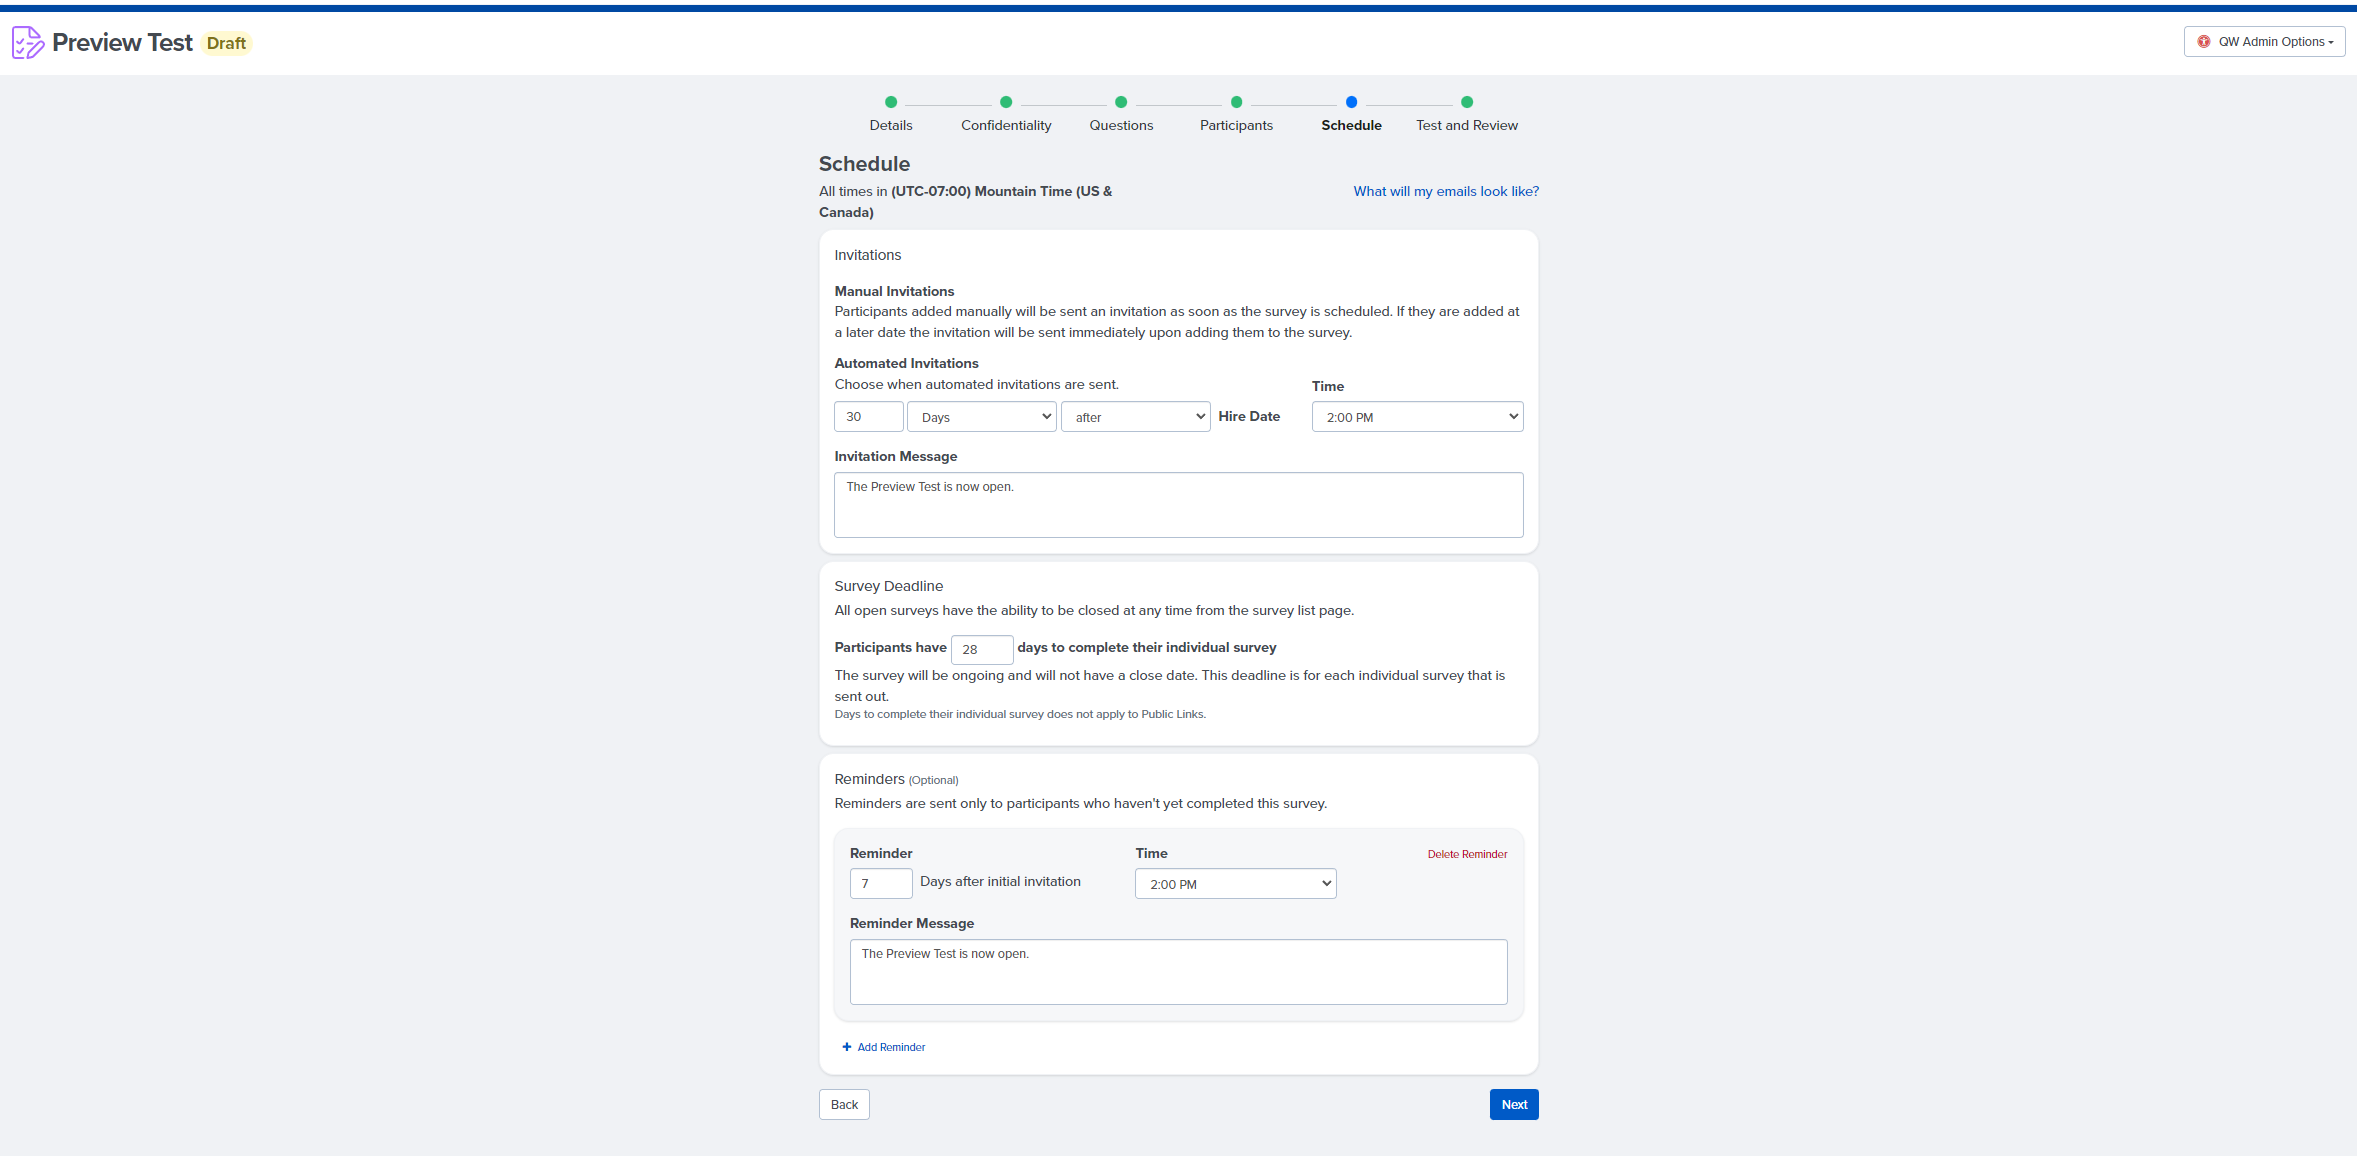 Preview Test Draft
QW Admin Options
Details Confidentiality Questions Participants Schedule Test and Review
Schedule
All times in (UTC-07:00) Mountain Time (US &
Canada)
What will my emails look like?
Invitations
Manual Invitations
Participants added manually will be sent an invitation as soon as the survey is scheduled. If they are added at
a later date the invitation will be sent immediately upon adding them to the survey.
Automated Invitations
Choose when automated invitations are sent.
Time
30 Days after Hire Date 2:00 PM
Invitation Message
The Preview Test is now open.
Survey Deadline
All open surveys have the ability to be closed at any time from the survey list page.
Participants have 28 days to complete their individual survey
The survey will be ongoing and will not have a close date. This deadline is for each individual survey that is
sent out.
Days to complete their individual survey does not apply to Public Links.
Reminders (Optional)
Reminders are sent only to participants who haven't yet completed this survey.
Reminder Time Delete Reminder
7 Days after initial invitation 2:00 PM
Reminder Message
The Preview Test is now open.
+ Add Reminder
Back Next